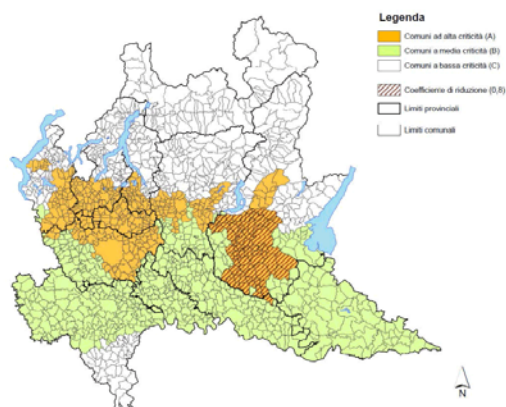 Legenda
Comuni ad alta criticità (A)
Comuni a media criticità (B)
Comuni a bassa criticità (C)
Coefficiente di riduzione (0,8)
Limiti provinciali
Limiti comunali
N